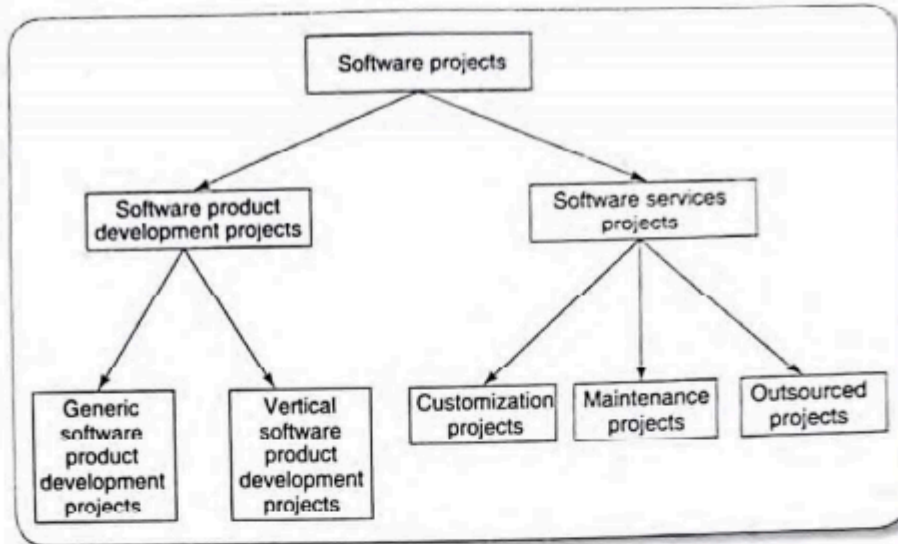 Software projects
Software product
development projects
Software services
projects
Generic
software
product
development
projects
Vertical
software
product
development
projects
Customization
projects
Maintenance
projects
Outsourced
projects